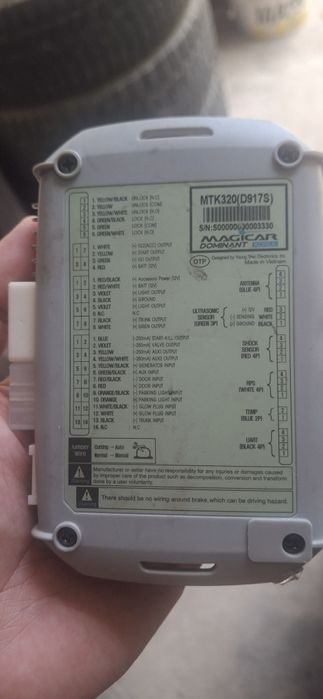 MTK320(D917S)
S/N:S000000J0003330
MAGICAR
DOMINANT
OTP
Designed by Young Shin Electronics, Inc
Made in Vietnam
1. YELLOW/BLACK UNLOCK [N.C]
2. YELLOW UNLOCK [COM]
3. YELLOW/WHITE UNLOCK [N.O]
4. GREEN/BLACK LOCK [N.C]
5. GREEN LOCK [COM]
6. GREEN/WHITE LOCK [N.O]
1. WHITE
2. YELLOW (+) START OUTPUT
3. GREEN
4. RED (+) BATT [12V]
1. RED/BLACK (+) Accessory Power [12V]
2. RED/WHITE (+) BATT [12V]
3. VIOLET (+) LIGHT OUTPUT
4. BLACK (-) GROUND
5. VIOLET (+) LIGHT OUTPUT
6. N.C N.C
7. BLACK (+) TRUNK OUTPUT
8. WHITE (+) SIREN OUTPUT
1. BLUE (-250mA) START-KILL OUTPUT
2. VIOLET (-250mA) VALVE OUTPUT
3. YELLOW (-250mA) AUX1 OUTPUT
4. YELLOW/WHITE (-250mA) AUX2 OUTPUT
5. YELLOW/BLACK (+) GENERATOR INPUT
6. GREEN/BLACK (-) AUX INPUT
7. RED/BLACK (-) DOOR INPUT
8. RED (+) DOOR INPUT
9. ORANGE/BLACK (-) PARKING LIGHT INPUT
10. ORANGE (+) PARKING LIGHT INPUT
11. WHITE/BLACK (-) GLOW PLUG INPUT
12. WHITE (+) GLOW PLUG INPUT
13. BLACK (-) TRUNK INPUT
14. N.C N.C
ANTENNA
(BLUE 4P)
ULTRASONIC
SENSOR
(GREEN 3P)
(+) 12V RED
(-) SENSING WHITE
(-) GROUND BLACK
SHOCK
SENSOR
(RED 4P)
RPS
(WHITE 4P)
TEMP
(BLUE 2P)
UART
(BLACK 4P)
Jumper
wire
Cutting → Auto
Normal → Manual
Manufacturer or seller have no responsibility for any injuries or damages caused
by improper care of the product such as decomposition, conversion and transform
done by a user voluntarily.
There should be no wiring around brake, which can be driving hazard.